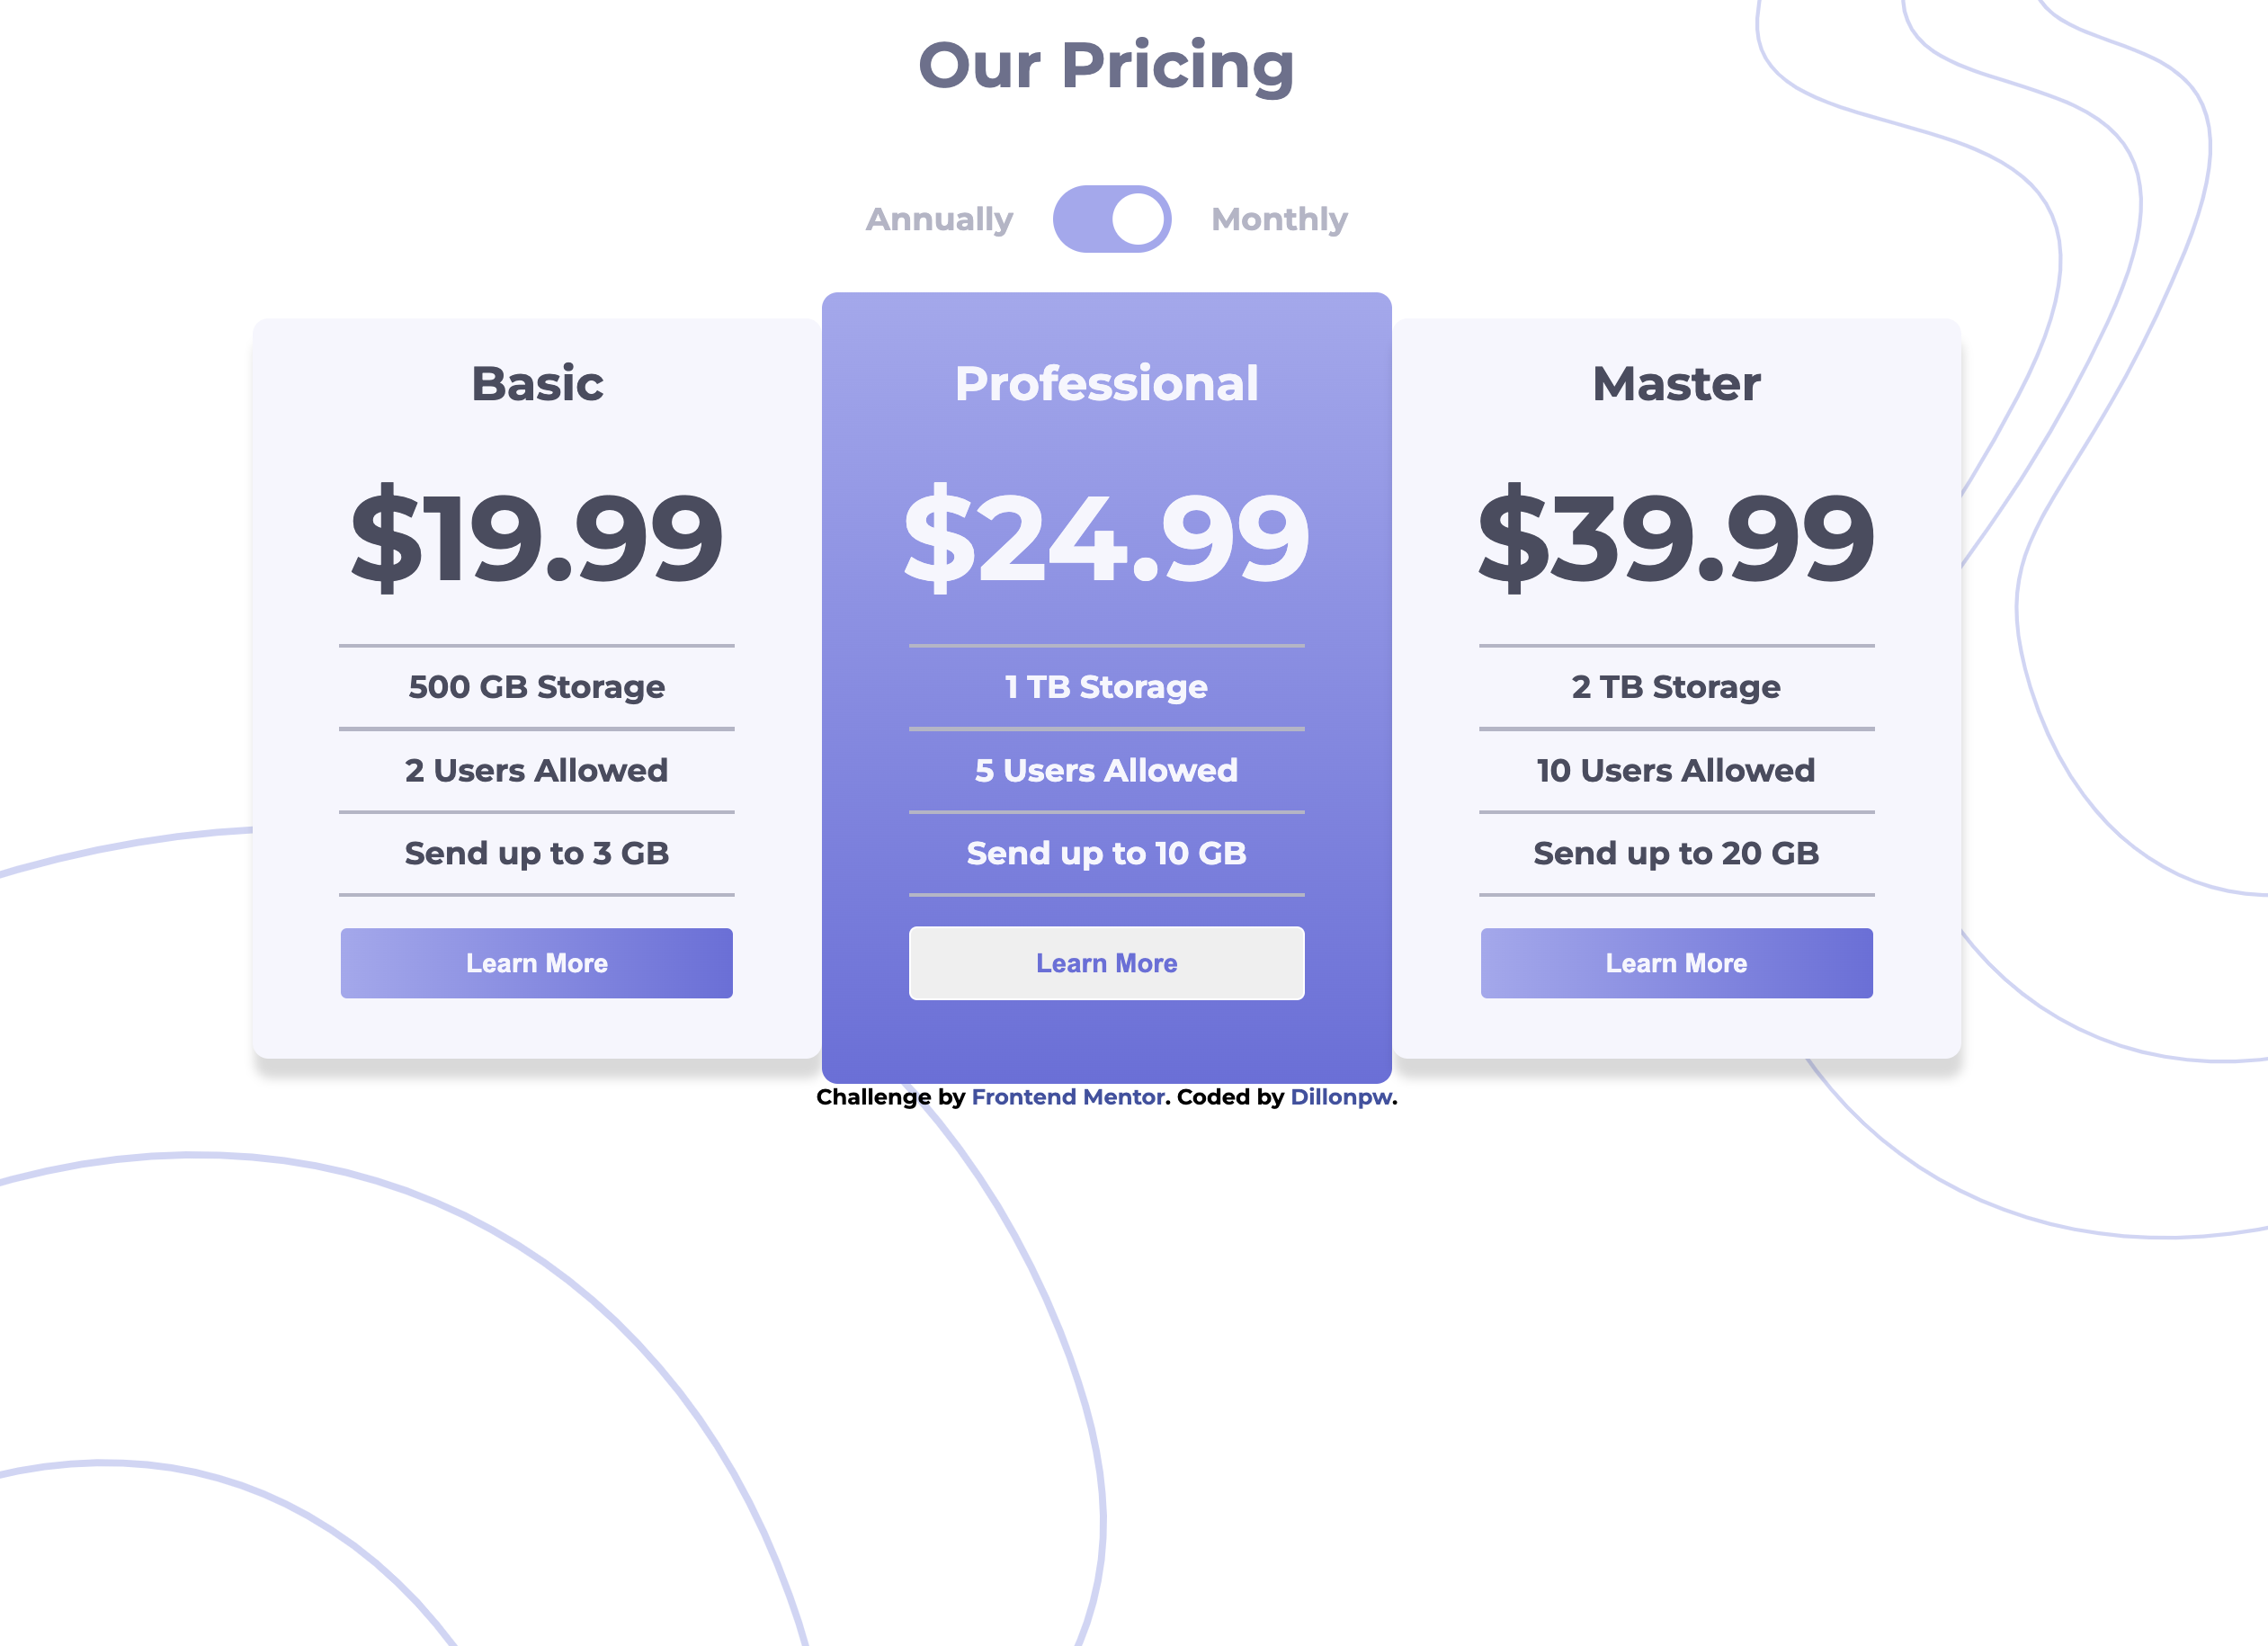 Our Pricing
Annually
Monthly
Basic
$19.99
500 GB Storage
2 Users Allowed
Send up to 3 GB
Learn More
Professional
$24.99
1 TB Storage
5 Users Allowed
Send up to 10 GB
Learn More
Master
$39.99
2 TB Storage
10 Users Allowed
Send up to 20 GB
Learn More
Challenge by Frontend Mentor. Coded by Dillonpw.